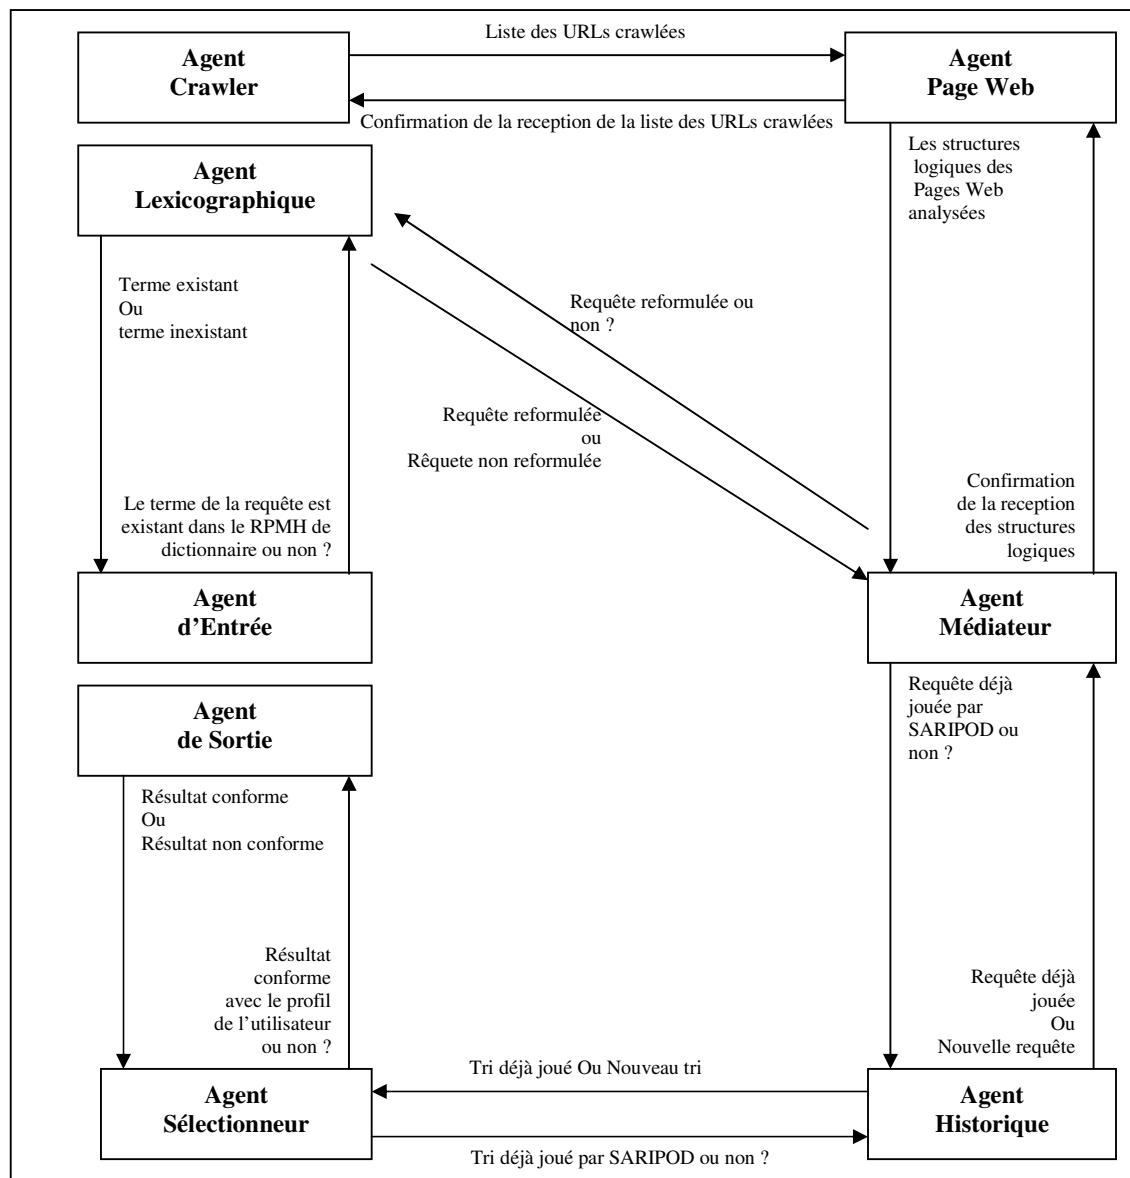 Liste des URLs crawlées
Agent
Crawler
Agent
Page Web
Confirmation de la reception de la liste des URLs crawlées
Agent
Lexicographique
Les structures
logiques des
Pages Web
analysées
Terme existant
Ou
terme inexistant
Requête reformulée ou
non ?
Requête reformulée
ou
Rêquete non reformulée
Le terme de la requête est
existant dans le RPMH de
dictionnaire ou non ?
Confirmation
de la reception
des structures
logiques
Agent
d'Entrée
Agent
Médiateur
Agent
de Sortie
Requête déjà
jouée par
SARIPOD ou
non ?
Résultat conforme
Ou
Résultat non conforme
Résultat
conforme
avec le profil
de l'utilisateur
ou non ?
Requête déjà
jouée
Ou
Nouvelle requête
Tri déjà joué Ou Nouveau tri
Agent
Sélectionneur
Agent
Historique
Tri déjà joué par SARIPOD ou non ?